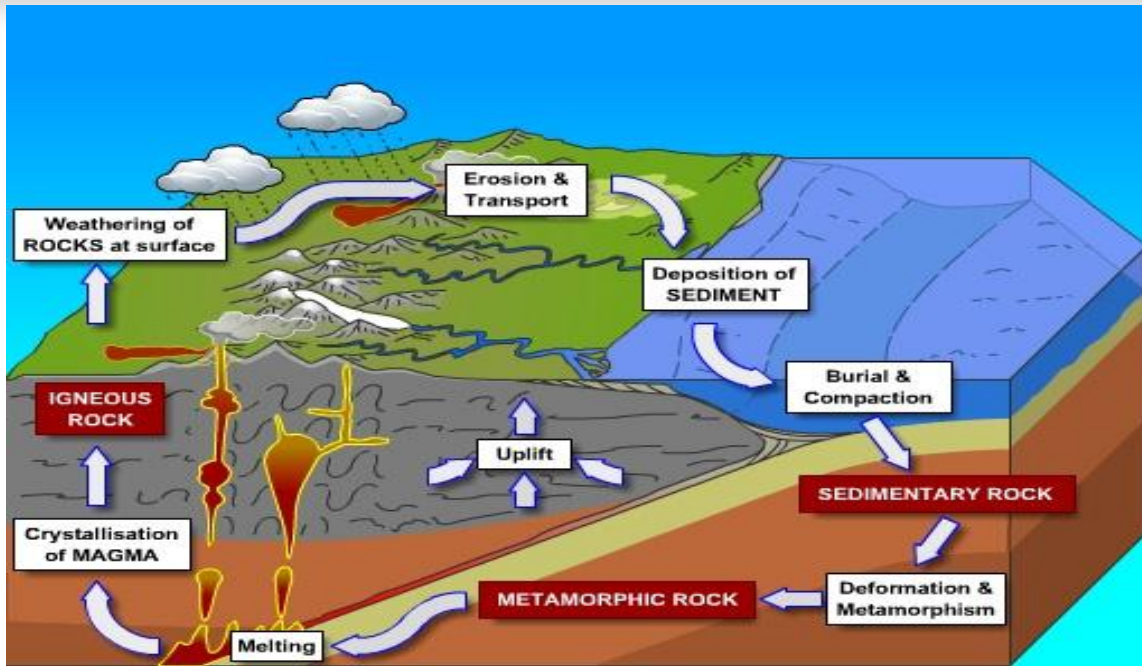 Erosion &
Transport
Weathering of
ROCKS at surface
Deposition of
SEDIMENT
Burial &
Compaction
IGNEOUS
ROCK
Uplift
SEDIMENTARY ROCK
Crystallisation
of MAGMA
Deformation &
Metamorphism
METAMORPHIC ROCK
Melting